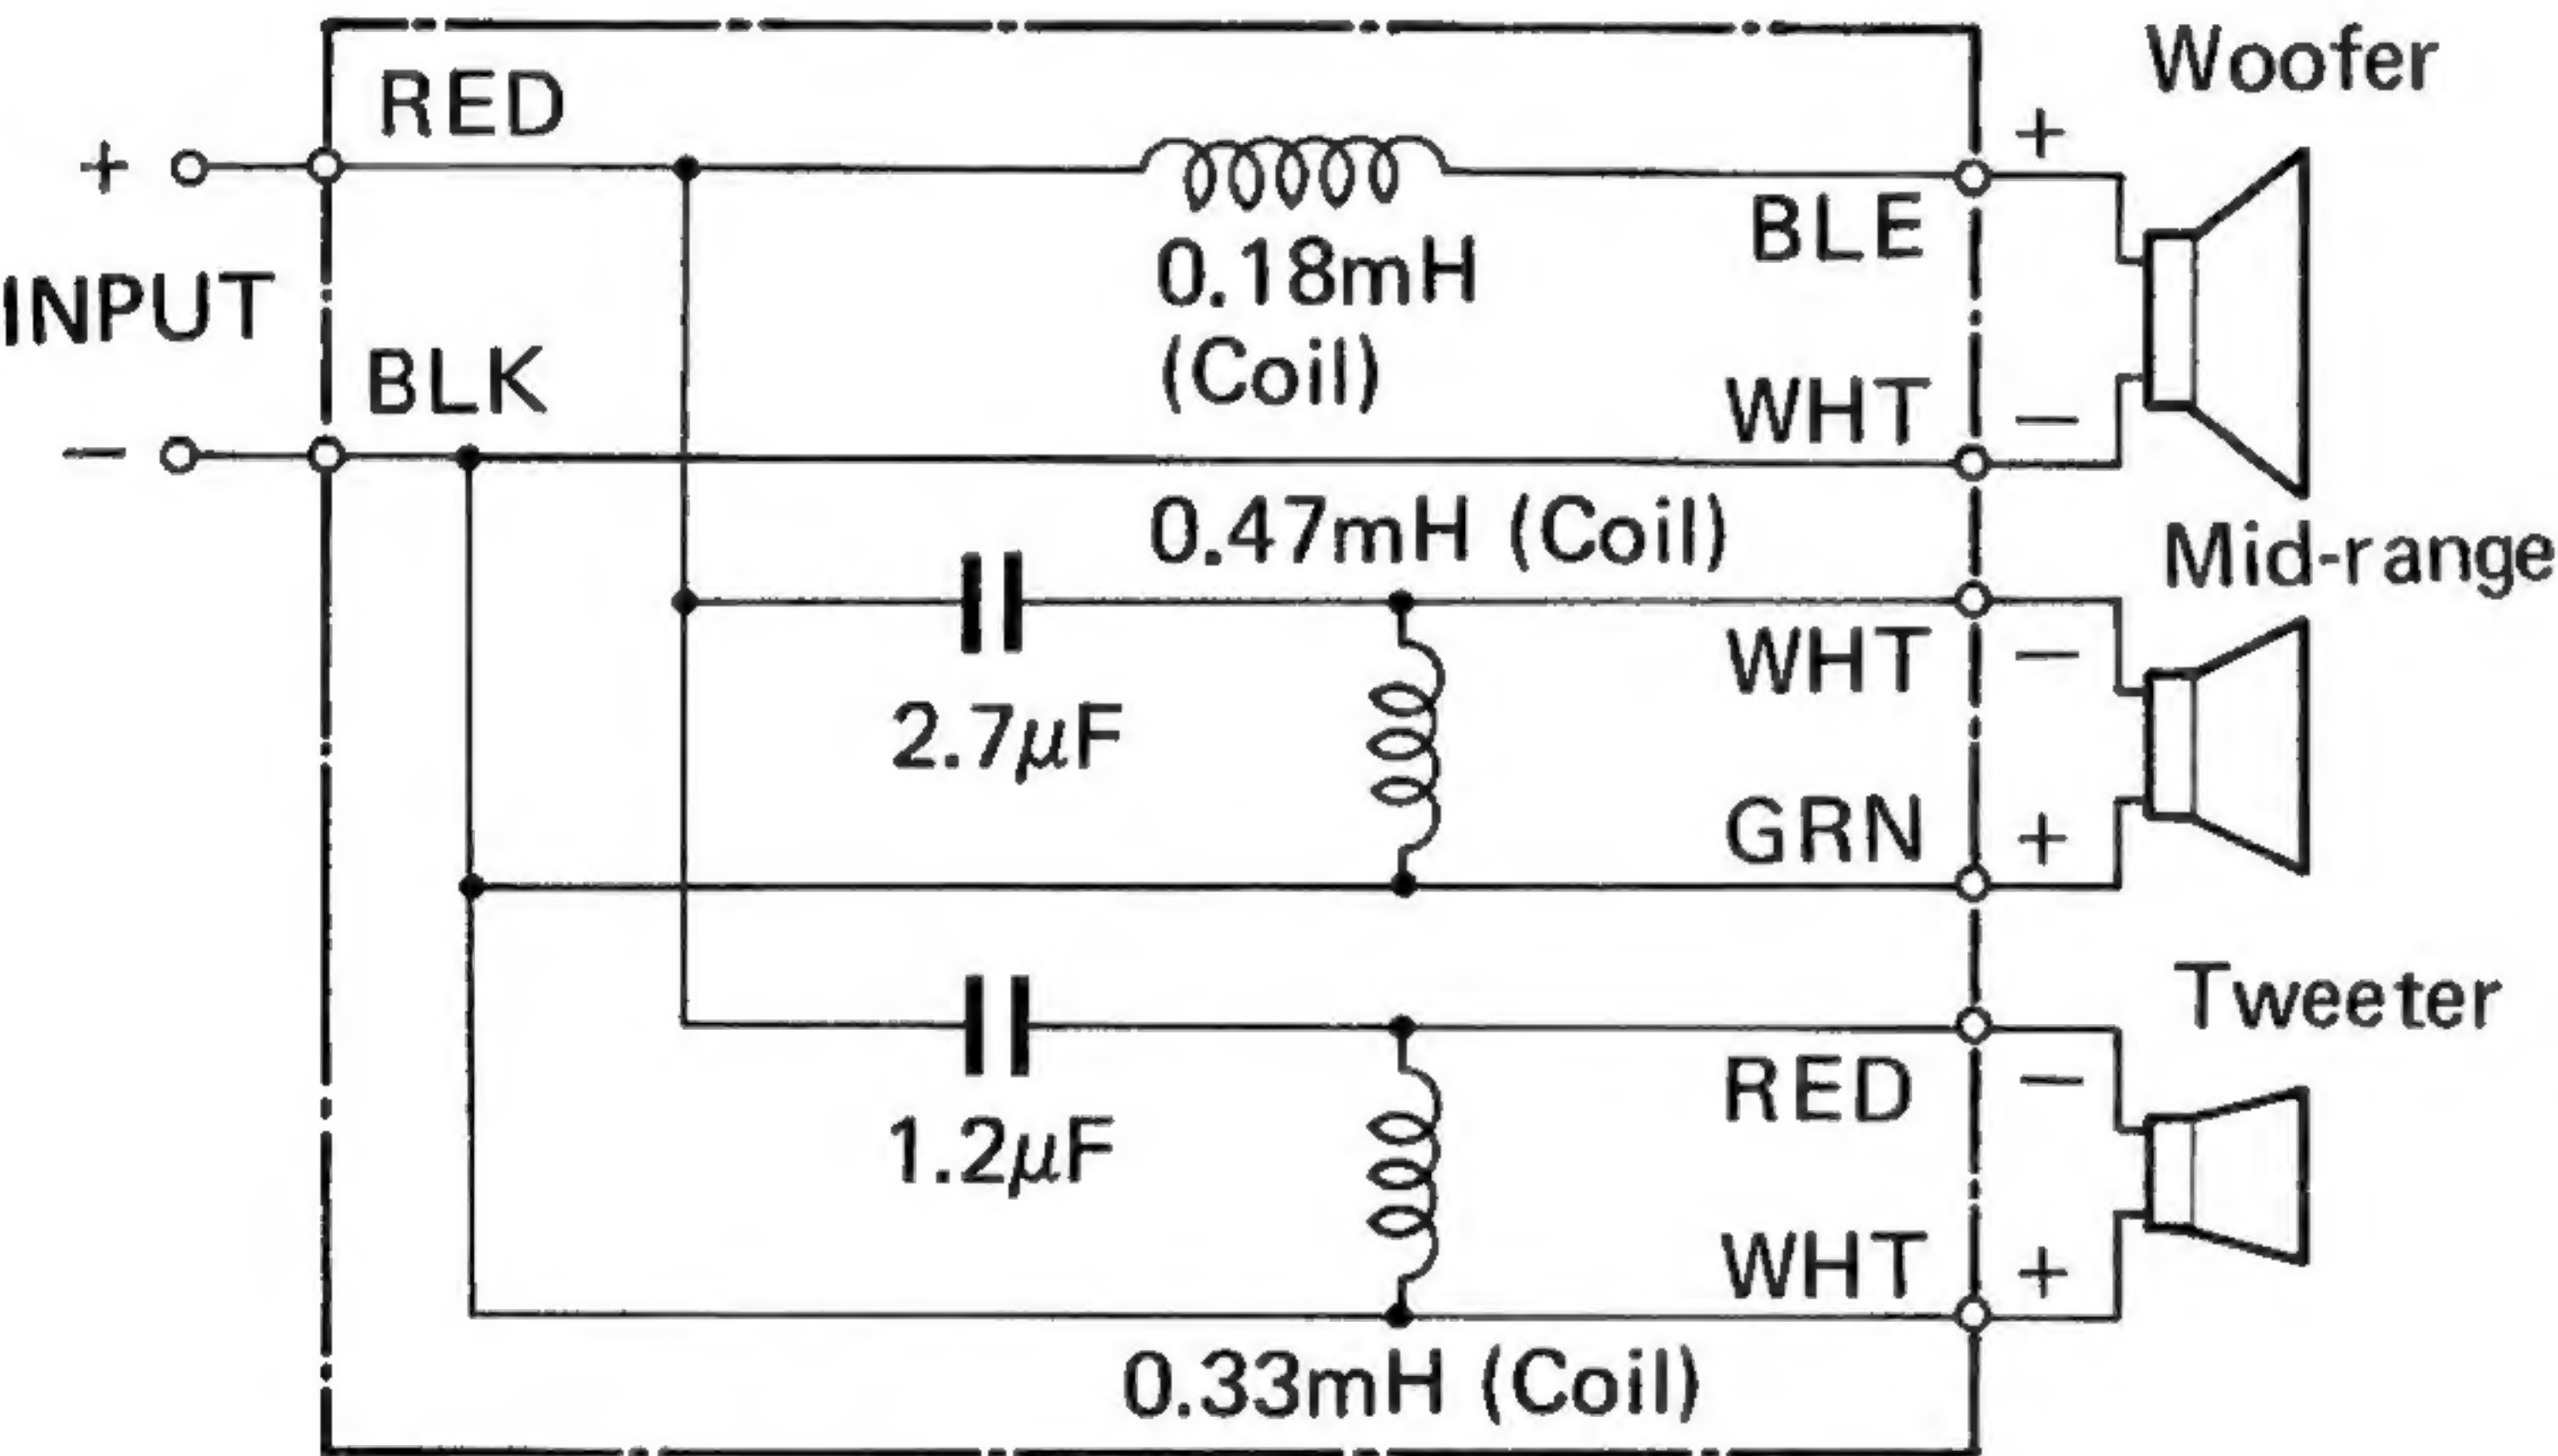 Woofer
RED
+
+
BLE
0.18mH
(Coil)
INPUT
BLK
WHT
−
−
0.47mH (Coil)
Mid-range
WHT
−
2.7μF
GRN
+
Tweeter
RED
−
1.2μF
WHT
+
0.33mH (Coil)